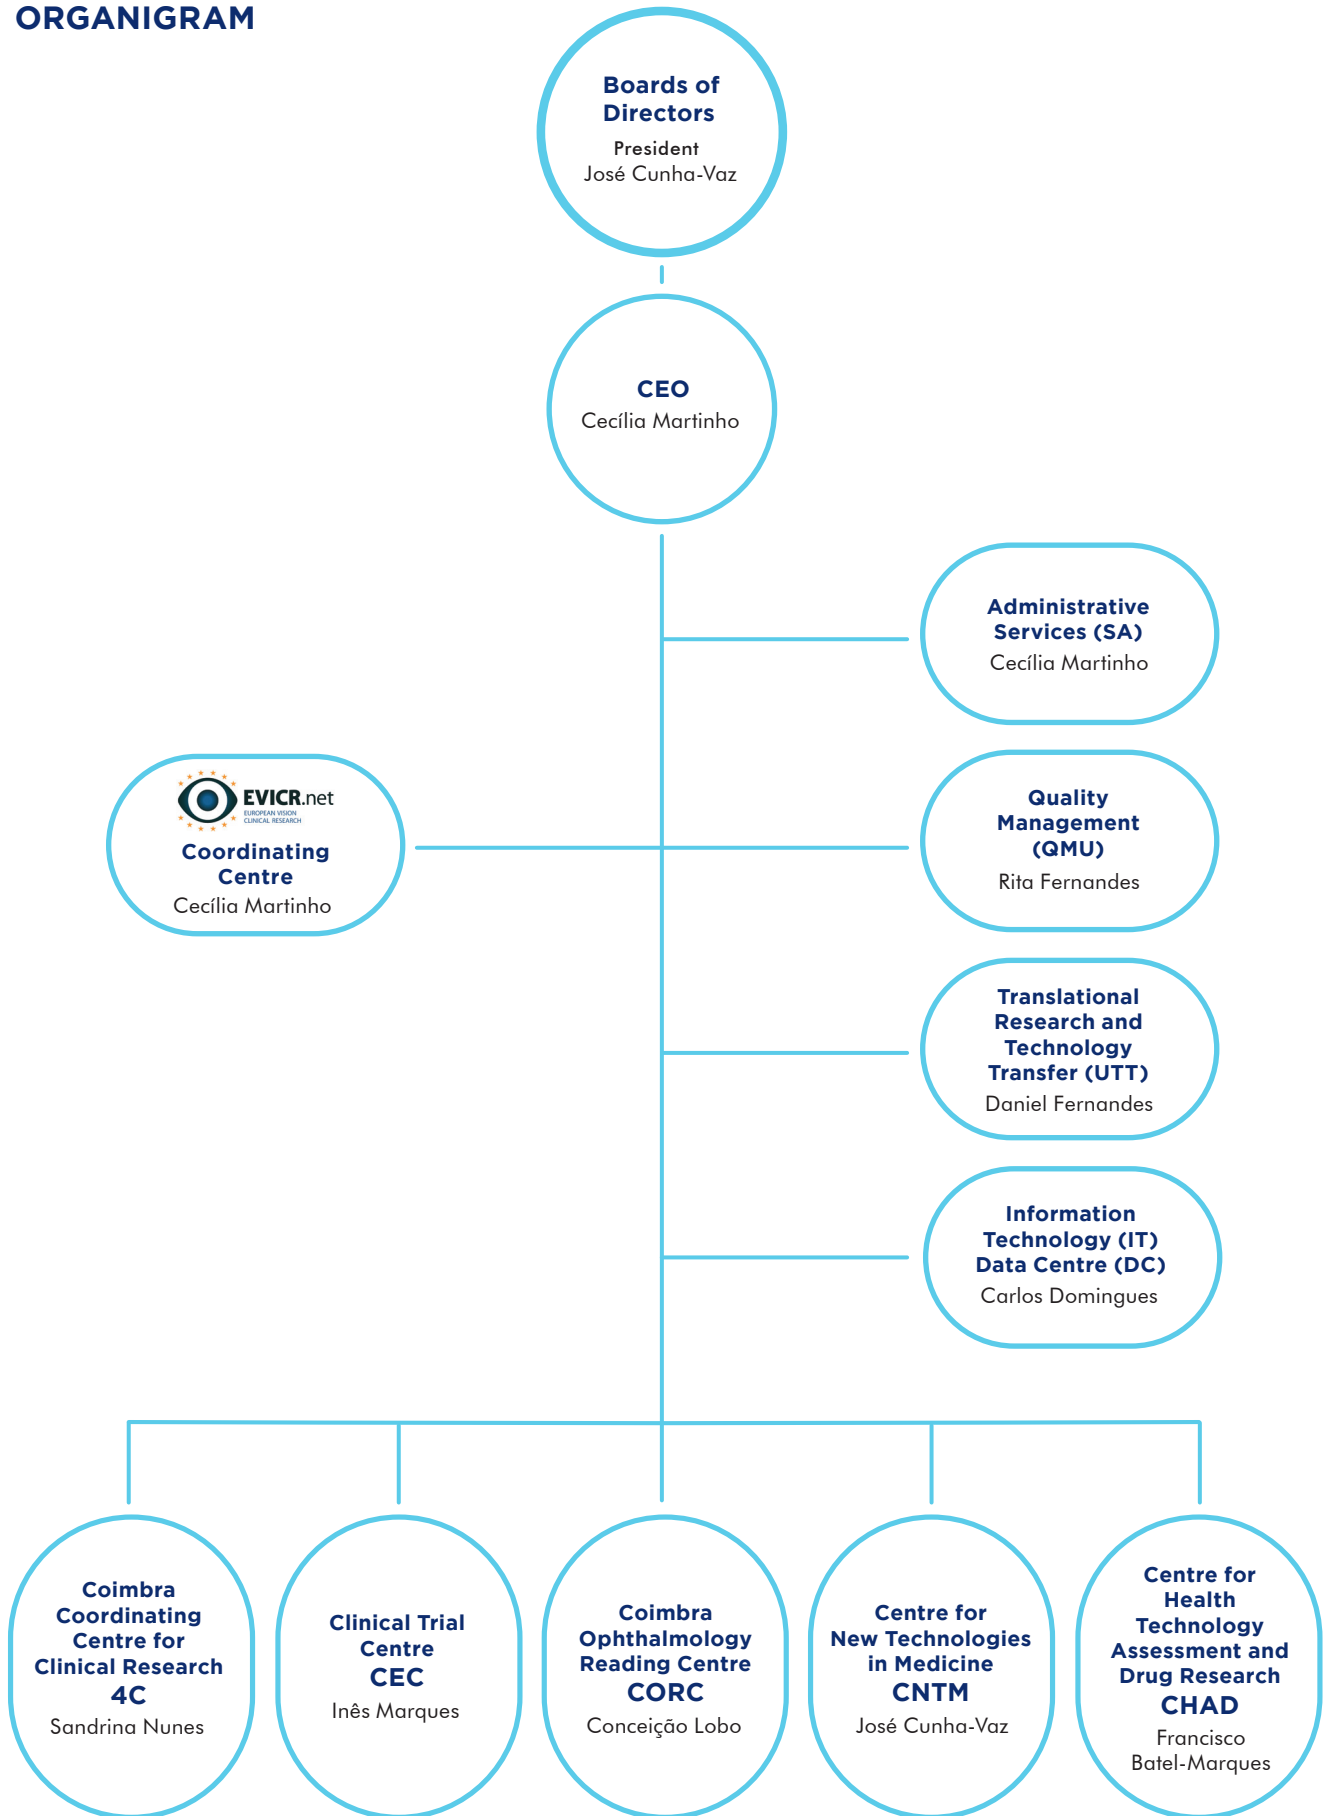 ORGANIGRAM
Boards of
Directors
President
José Cunha-Vaz
CEO
Cecília Martinho
Administrative
Services (SA)
Cecília Martinho
EVICR.net
EUROPEAN VISION
CLINICAL RESEARCH
Coordinating
Centre
Cecília Martinho
Quality
Management
(QMU)
Rita Fernandes
Translational
Research and
Technology
Transfer (UTT)
Daniel Fernandes
Information
Technology (IT)
Data Centre (DC)
Carlos Domingues
Coimbra
Coordinating
Centre for
Clinical Research
4C
Sandrina Nunes
Clinical Trial
Centre
CEC
Inês Marques
Coimbra
Ophthalmology
Reading Centre
CORC
Conceição Lobo
Centre for
New Technologies
in Medicine
CNTM
José Cunha-Vaz
Centre for
Health
Technology
Assessment and
Drug Research
CHAD
Francisco
Batel-Marques